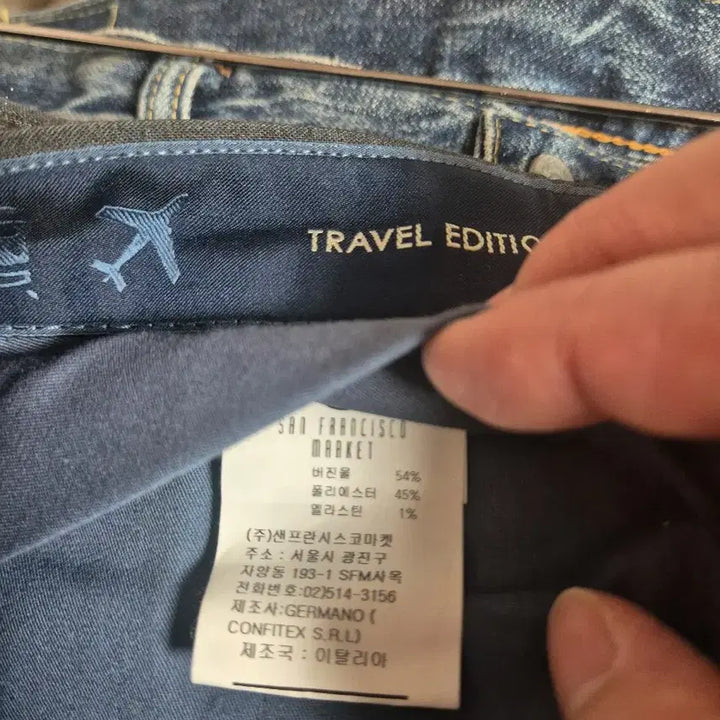 TRAVEL EDITIO
SAN FRANCISCO
MARKET
버진울 54%
폴리에스터 45%
엘라스틴 1%
(주)샌프란시스코마켓
주소 : 서울시 광진구
자양동 193-1 SFM사옥
전화번호:02)514-3156
제조사:GERMANO (
CONFITEX S.R.L)
제조국 : 이탈리아